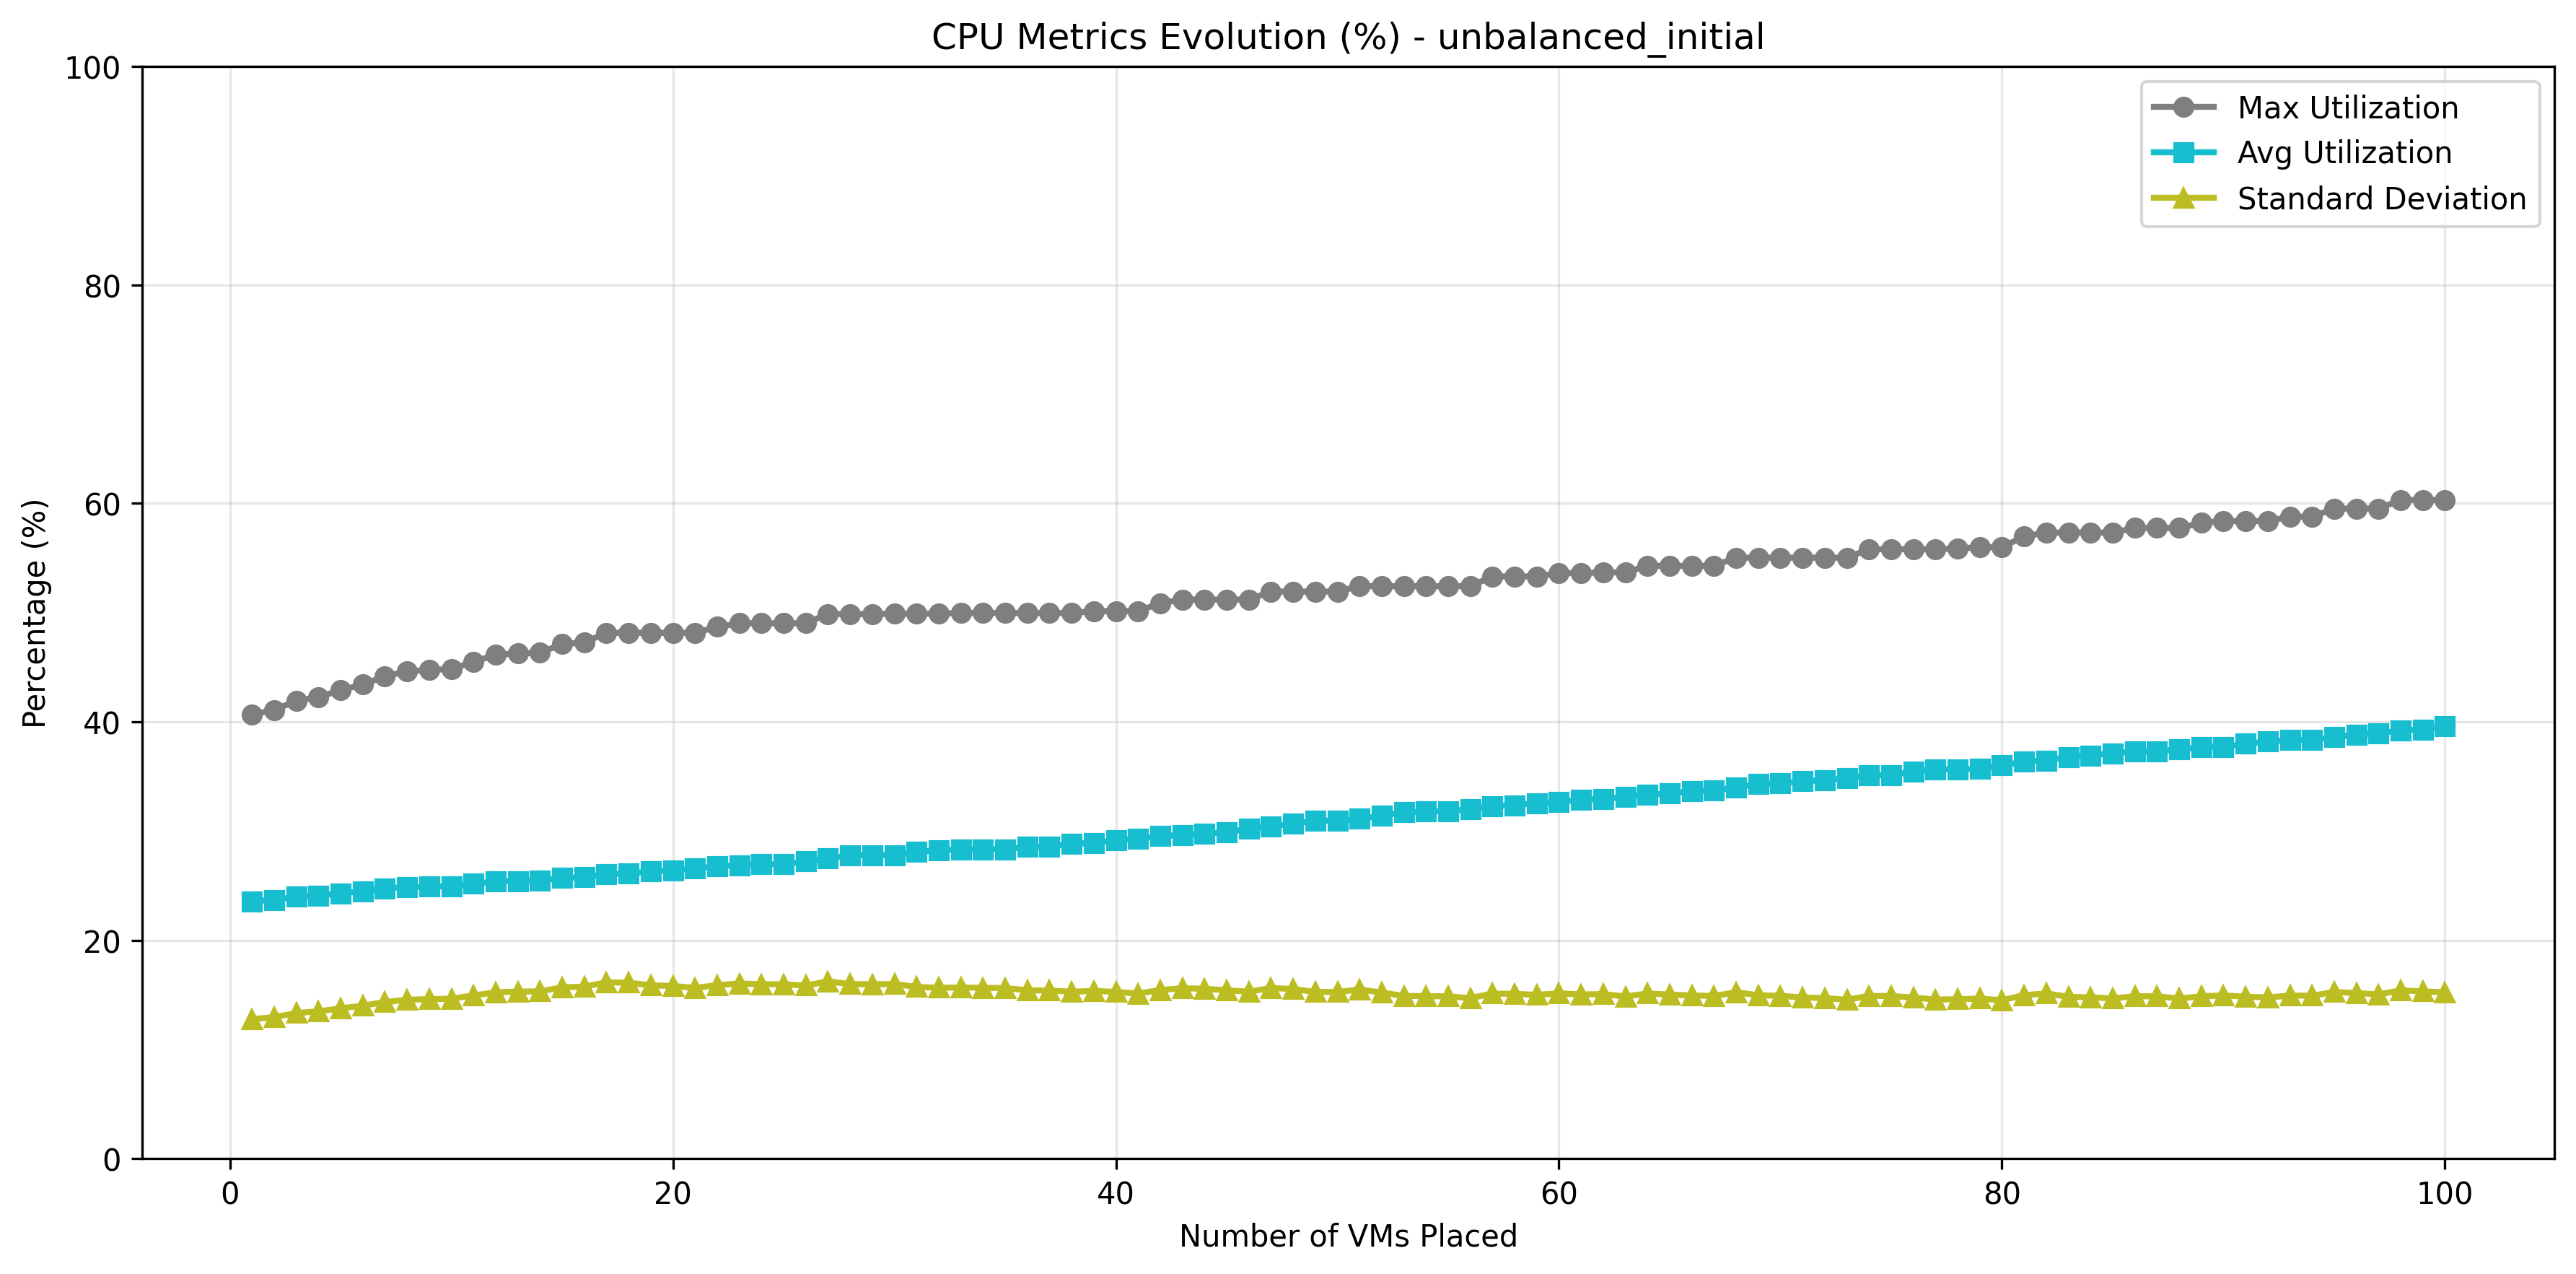 CPU Metrics Evolution (%) - unbalanced_initial
100
80
60
40
20
0
Percentage (%)
Max Utilization
Avg Utilization
Standard Deviation
0 20 40 60 80 100
Number of VMs Placed